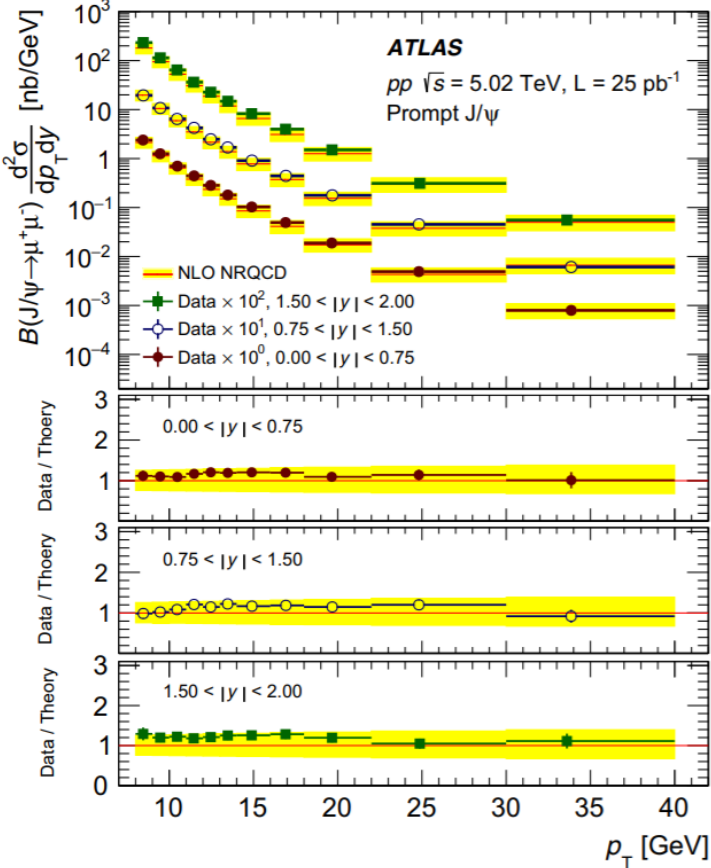 B(J/ψ→μ⁺μ⁻) d²σ/dp_T dy [nb/GeV]
10³
10²
10
1
10⁻¹
10⁻²
10⁻³
10⁻⁴
ATLAS
pp √s = 5.02 TeV, L = 25 pb⁻¹
Prompt J/ψ
NLO NRQCD
Data × 10², 1.50 < |y| < 2.00
Data × 10¹, 0.75 < |y| < 1.50
Data × 10⁰, 0.00 < |y| < 0.75
Data / Thoery
3
2
1
0.00 < |y| < 0.75
Data / Thoery
3
2
1
0.75 < |y| < 1.50
Data / Theory
3
2
1
0
1.50 < |y| < 2.00
10 15 20 25 30 35 40
p_T [GeV]